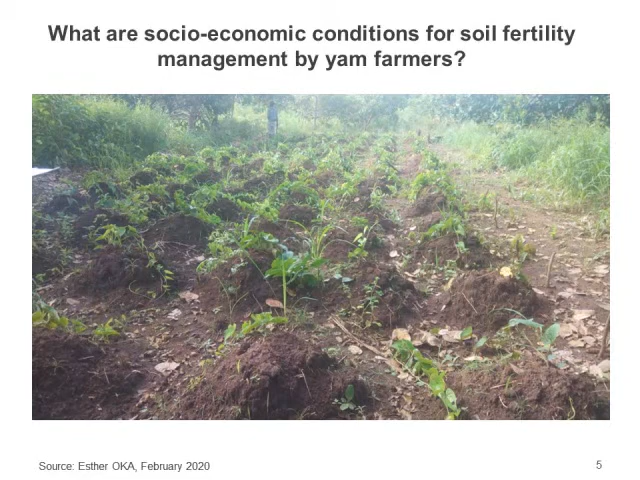 What are socio-economic conditions for soil fertility
management by yam farmers?
Source: Esther OKA, February 2020
5